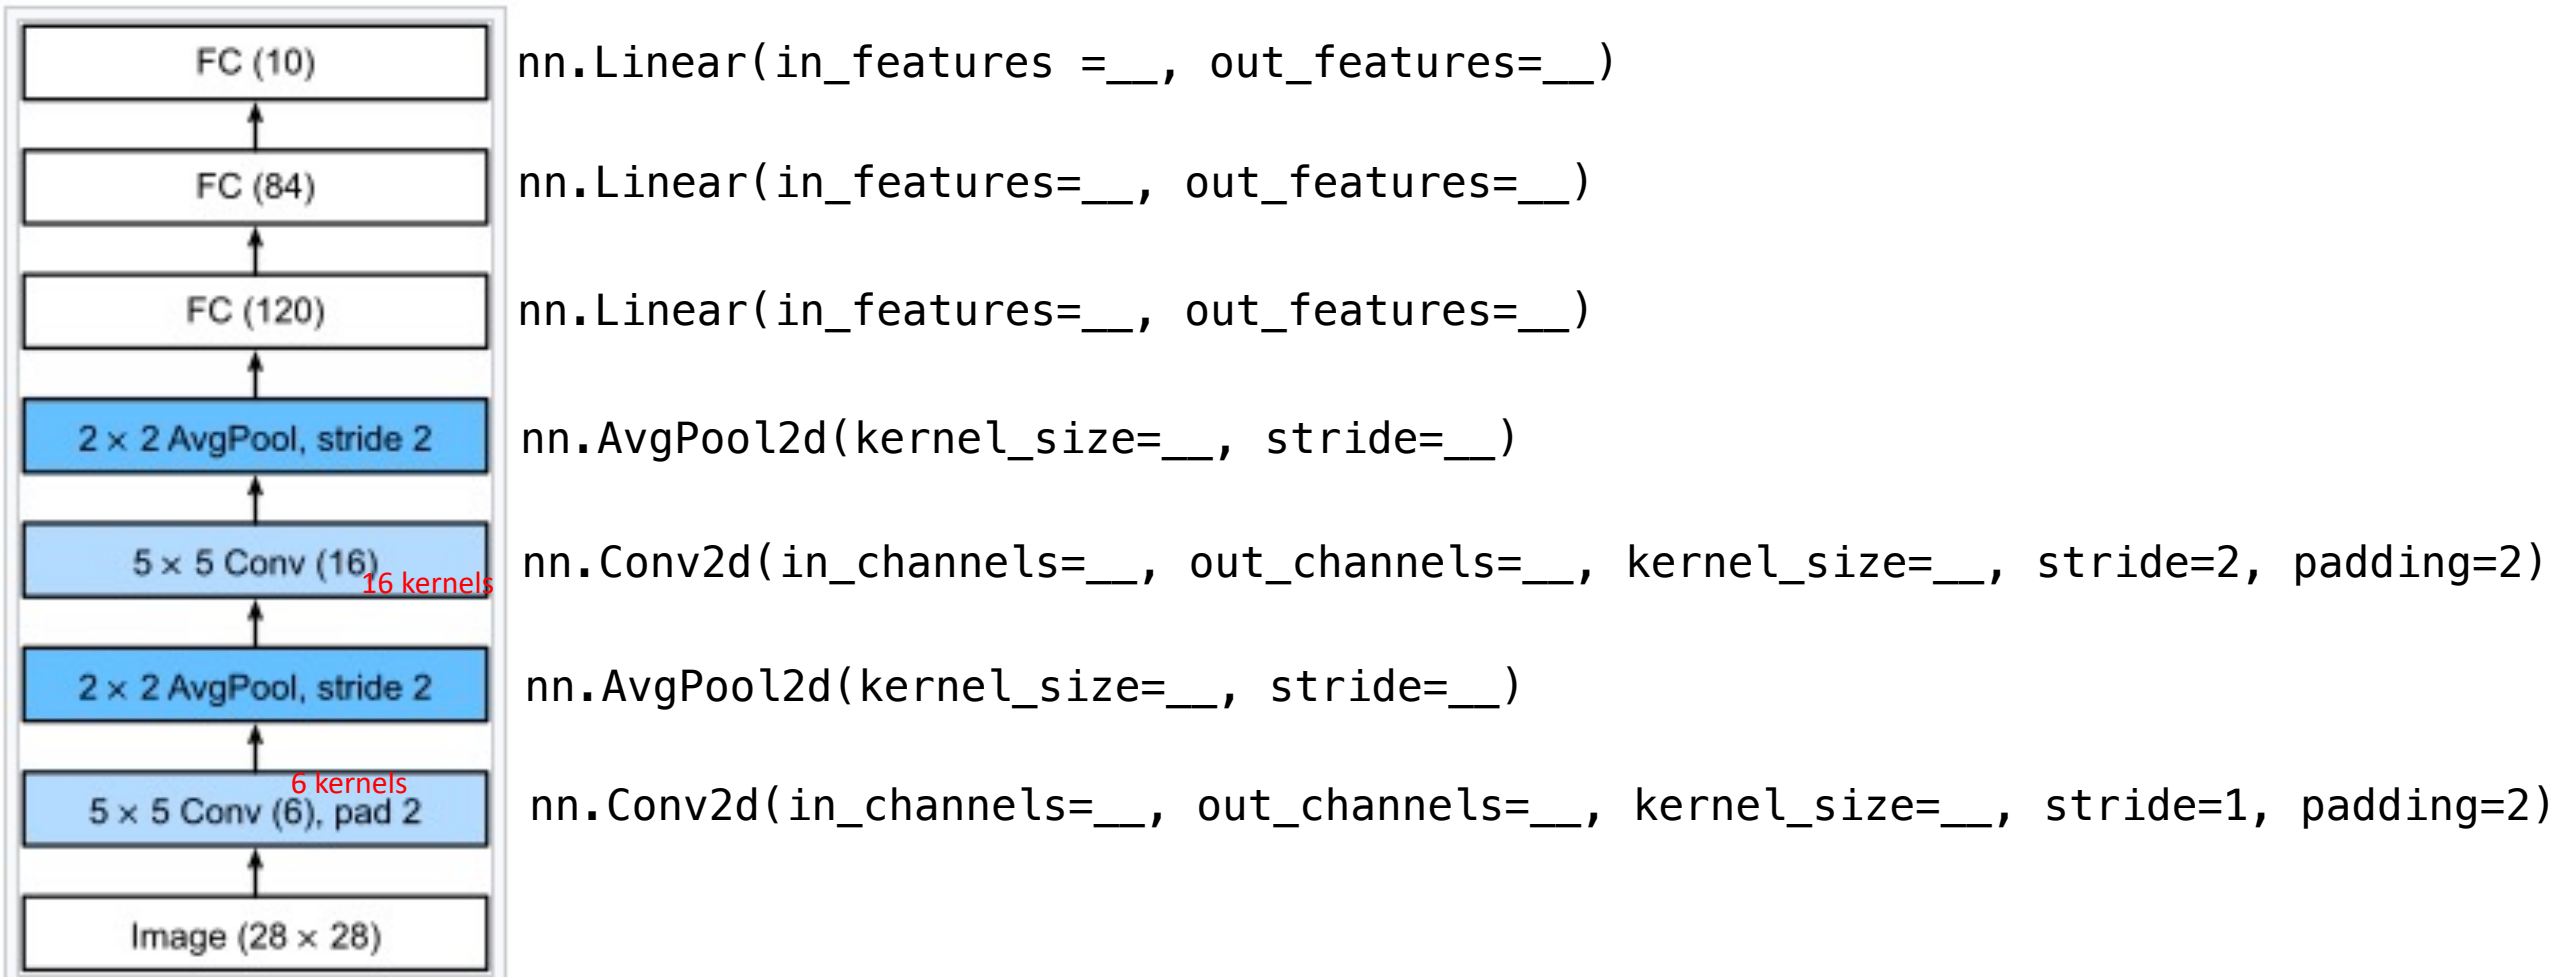 FC (10)
nn.Linear(in_features =__, out_features=__)
FC (84)
nn.Linear(in_features=__, out_features=__)
FC (120)
nn.Linear(in_features=__, out_features=__)
2 × 2 AvgPool, stride 2
nn.AvgPool2d(kernel_size=__, stride=__)
5 × 5 Conv (16)
16 kernels
nn.Conv2d(in_channels=__, out_channels=__, kernel_size=__, stride=2, padding=2)
2 × 2 AvgPool, stride 2
nn.AvgPool2d(kernel_size=__, stride=__)
6 kernels
5 × 5 Conv (6), pad 2
nn.Conv2d(in_channels=__, out_channels=__, kernel_size=__, stride=1, padding=2)
Image (28 × 28)